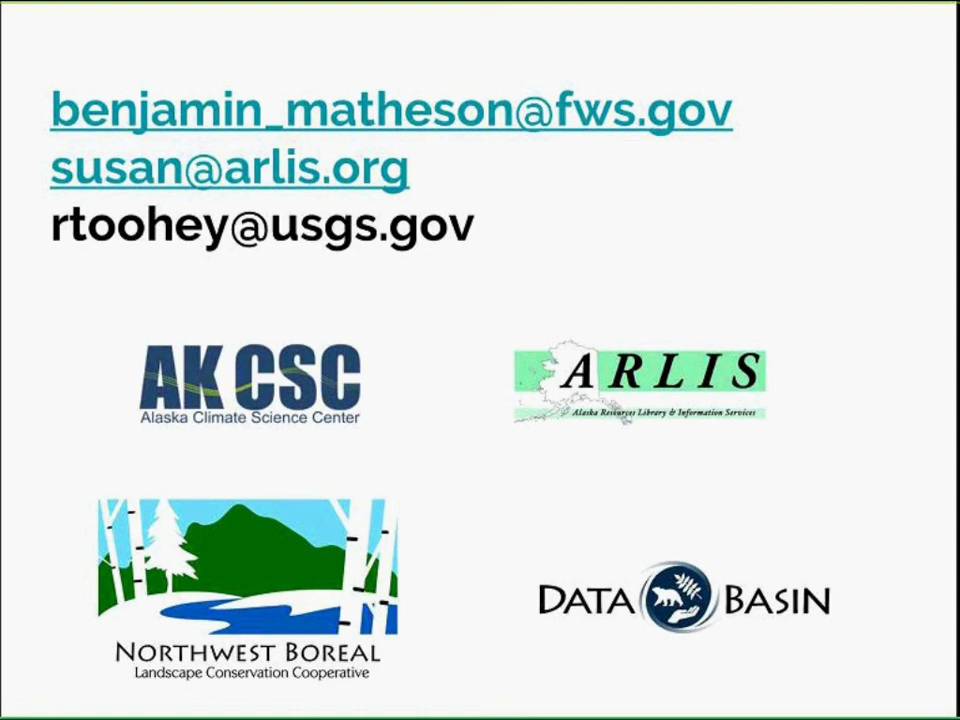 benjamin_matheson@fws.gov
susan@arlis.org
rtoohey@usgs.gov
AK CSC
Alaska Climate Science Center
ARLIS
Alaska Resources Library & Information Services
NORTHWEST BOREAL
Landscape Conservation Cooperative
DATA BASIN